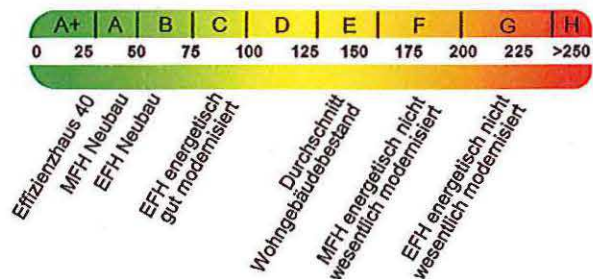 A+ A B C D E F G H
0 25 50 75 100 125 150 175 200 225 >250
Effizienzhaus 40
MFH Neubau
EFH Neubau
EFH energetisch
gut modernisiert
Durchschnitt
Wohngebäudebestand
MFH energetisch nicht
wesentlich modernisiert
EFH energetisch nicht
wesentlich modernisiert